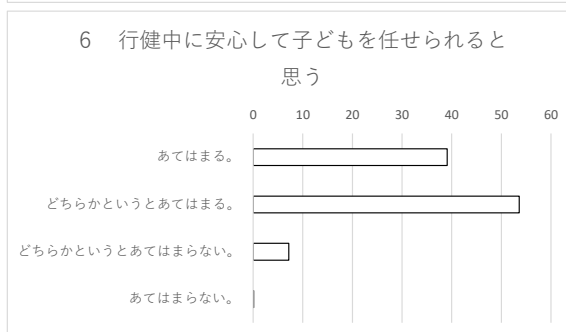 6　行健中に安心して子どもを任せられると
思う
0 10 20 30 40 50 60
あてはまる。
どちらかというとあてはまる。
どちらかというとあてはまらない。
あてはまらない。